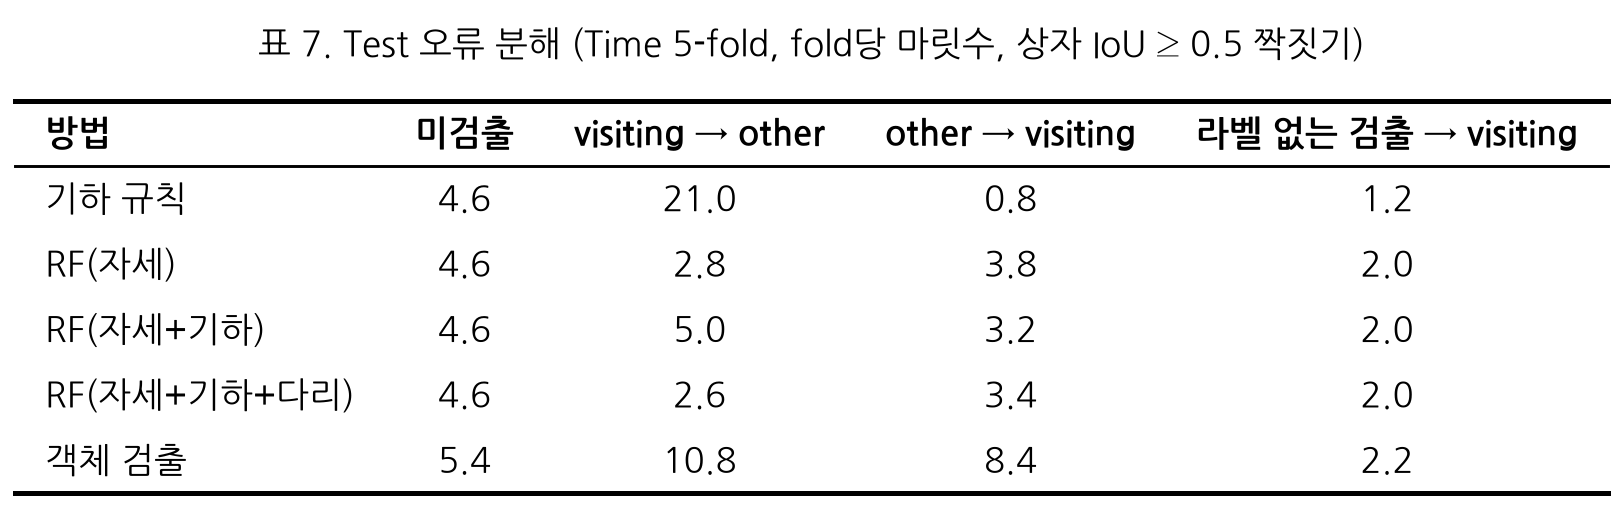 표 7. Test 오류 분해 (Time 5-fold, fold당 마릿수, 상자 IoU ≥ 0.5 짝짓기)
방법 미검출 visiting → other other → visiting 라벨 없는 검출 → visiting
기하 규칙 4.6 21.0 0.8 1.2
RF(자세) 4.6 2.8 3.8 2.0
RF(자세+기하) 4.6 5.0 3.2 2.0
RF(자세+기하+다리) 4.6 2.6 3.4 2.0
객체 검출 5.4 10.8 8.4 2.2